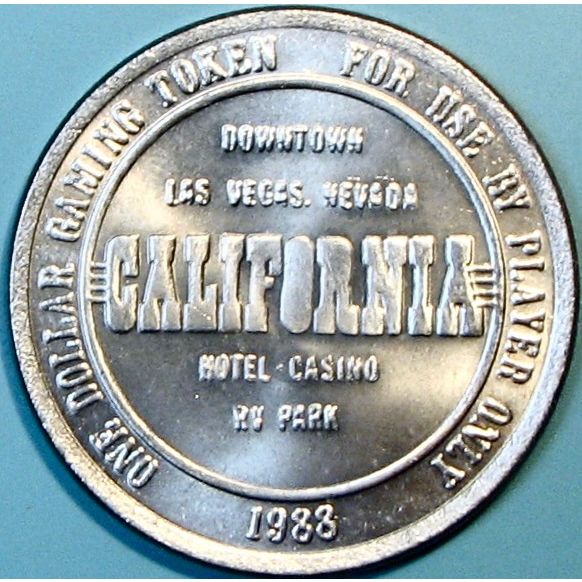 ONE DOLLAR GAMING TOKEN FOR USE BY PLAYER ONLY
DOWNTOWN
LAS VEGAS, NEVADA
CALIFORNIA
HOTEL - CASINO
RV PARK
1988